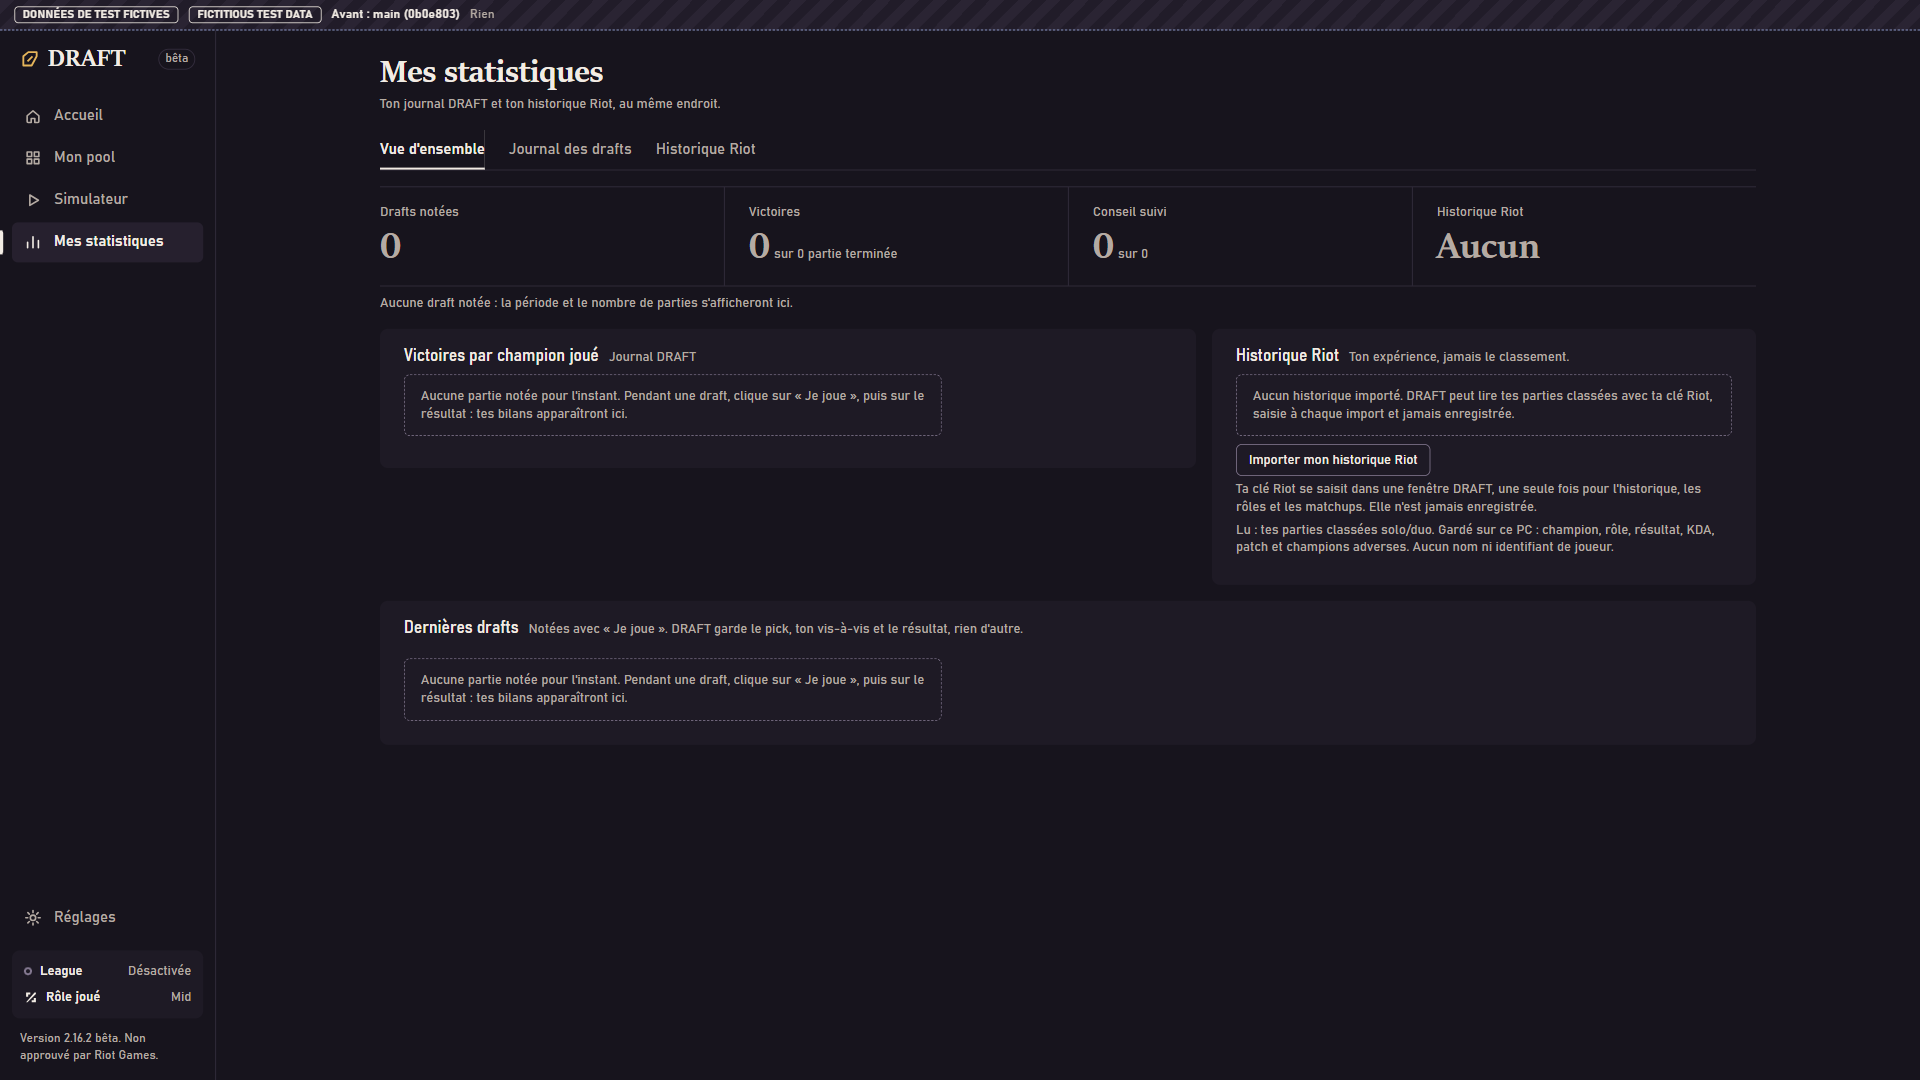 DONNÉES DE TEST FICTIVES FICTITIOUS TEST DATA Avant : main (0b0e803) Rien
DRAFT bêta
Accueil
Mon pool
Simulateur
Mes statistiques
Réglages
League Désactivée
Rôle joué Mid
Version 2.16.2 bêta. Non
approuvé par Riot Games.
Mes statistiques
Ton journal DRAFT et ton historique Riot, au même endroit.
Vue d'ensemble Journal des drafts Historique Riot
Drafts notées
0
Victoires
0 sur 0 partie terminée
Conseil suivi
0 sur 0
Historique Riot
Aucun
Aucune draft notée : la période et le nombre de parties s'afficheront ici.
Victoires par champion joué Journal DRAFT
Aucune partie notée pour l'instant. Pendant une draft, clique sur « Je joue », puis sur le
résultat : tes bilans apparaîtront ici.
Historique Riot Ton expérience, jamais le classement.
Aucun historique importé. DRAFT peut lire tes parties classées avec ta clé Riot,
saisie à chaque import et jamais enregistrée.
Importer mon historique Riot
Ta clé Riot se saisit dans une fenêtre DRAFT, une seule fois pour l'historique, les
rôles et les matchups. Elle n'est jamais enregistrée.
Lu : tes parties classées solo/duo. Gardé sur ce PC : champion, rôle, résultat, KDA,
patch et champions adverses. Aucun nom ni identifiant de joueur.
Dernières drafts Notées avec « Je joue ». DRAFT garde le pick, ton vis-à-vis et le résultat, rien d'autre.
Aucune partie notée pour l'instant. Pendant une draft, clique sur « Je joue », puis sur le
résultat : tes bilans apparaîtront ici.